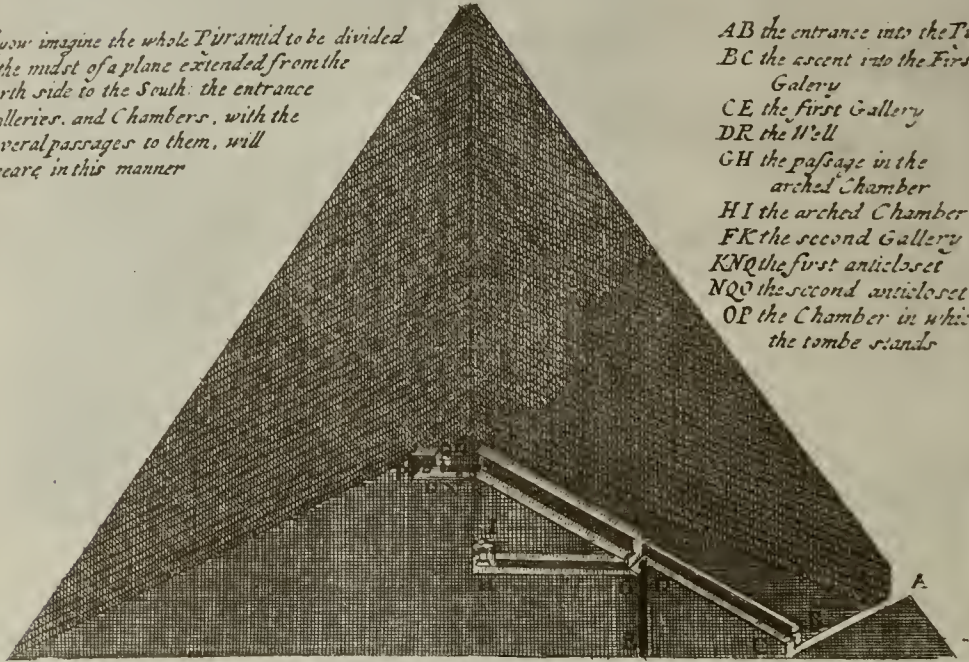 now imagine the whole Pyramid to be divided
the midst of a plane extended from the
rth side to the South: the entrance
lleries, and Chambers, with the
veral passages to them, will
eare in this manner
AB the entrance into the
BC the ascent into the Firs
Galery
CE the first Gallery
DR the Well
GH the passage in the
arched Chamber
HI the arched Chamber
FK the second Gallery
KNQ the first anticloset
NQO the second anticloset
OP the Chamber in whic
the tombe stands
I
H
A
B
C